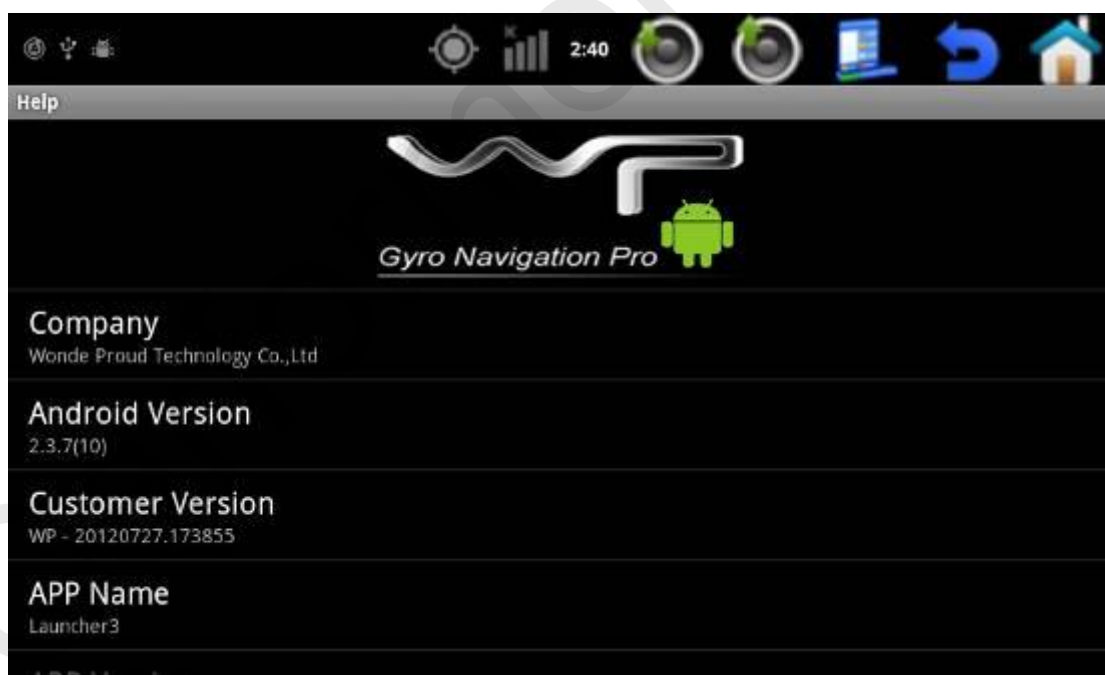 2:40
Help
WP
Gyro Navigation Pro
Company
Wonde Proud Technology Co.,Ltd
Android Version
2.3.7(10)
Customer Version
WP - 20120727.173855
APP Name
Launcher3